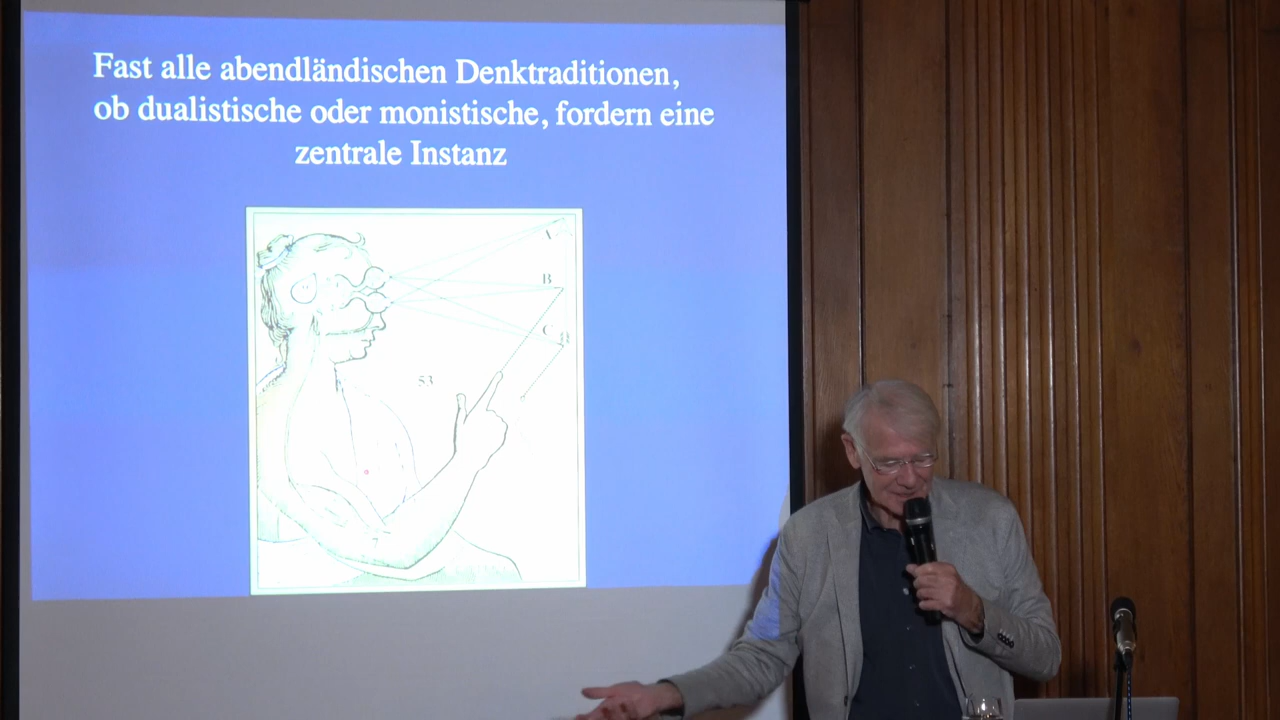 Fast alle abendländischen Denktraditionen,
ob dualistische oder monistische, fordern eine
zentrale Instanz
B
C
53